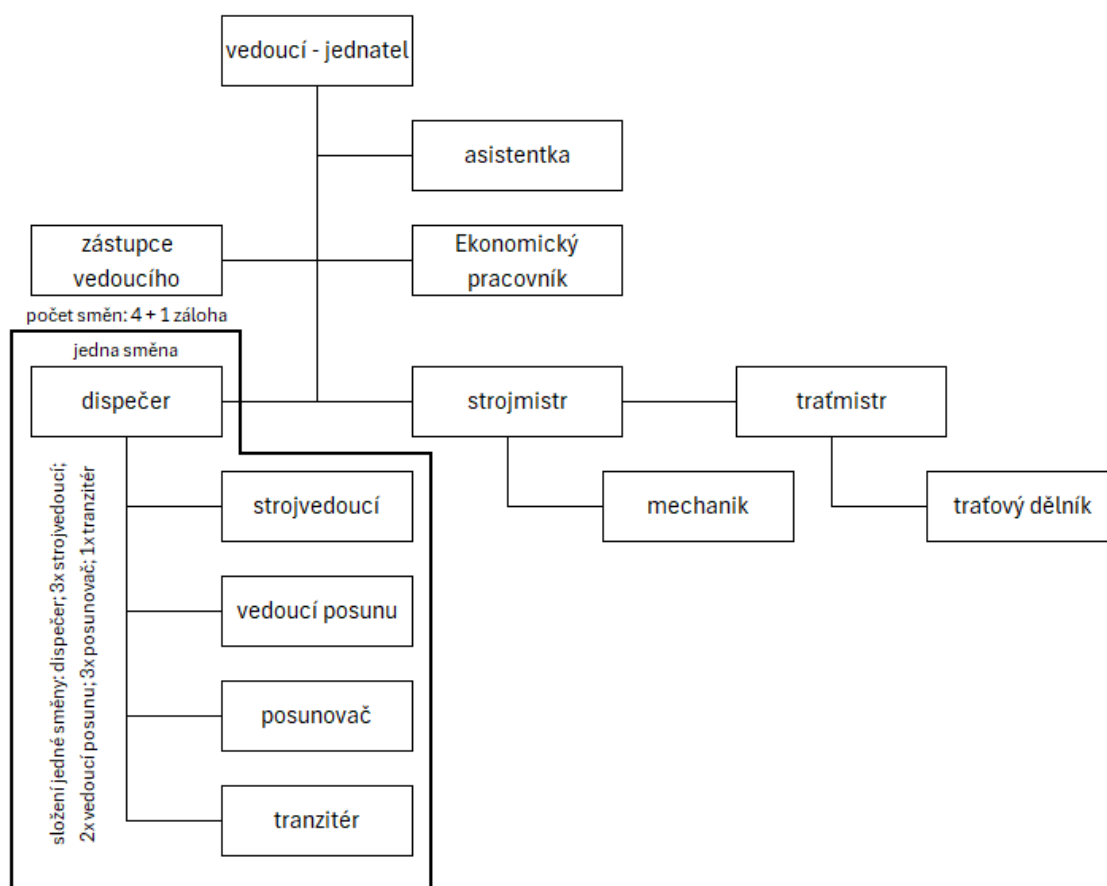 vedoucí - jednatel
asistentka
zástupce
vedoucího
Ekonomický
pracovník
počet směn: 4 + 1 záloha
jedna směna
dispečer
strojmistr
traťmistr
složení jedné směny: dispečer; 3x strojvedoucí;
2x vedoucí posunu; 3x posunovač; 1x tranzitér
strojvedoucí
mechanik
traťový dělník
vedoucí posunu
posunovač
tranzitér